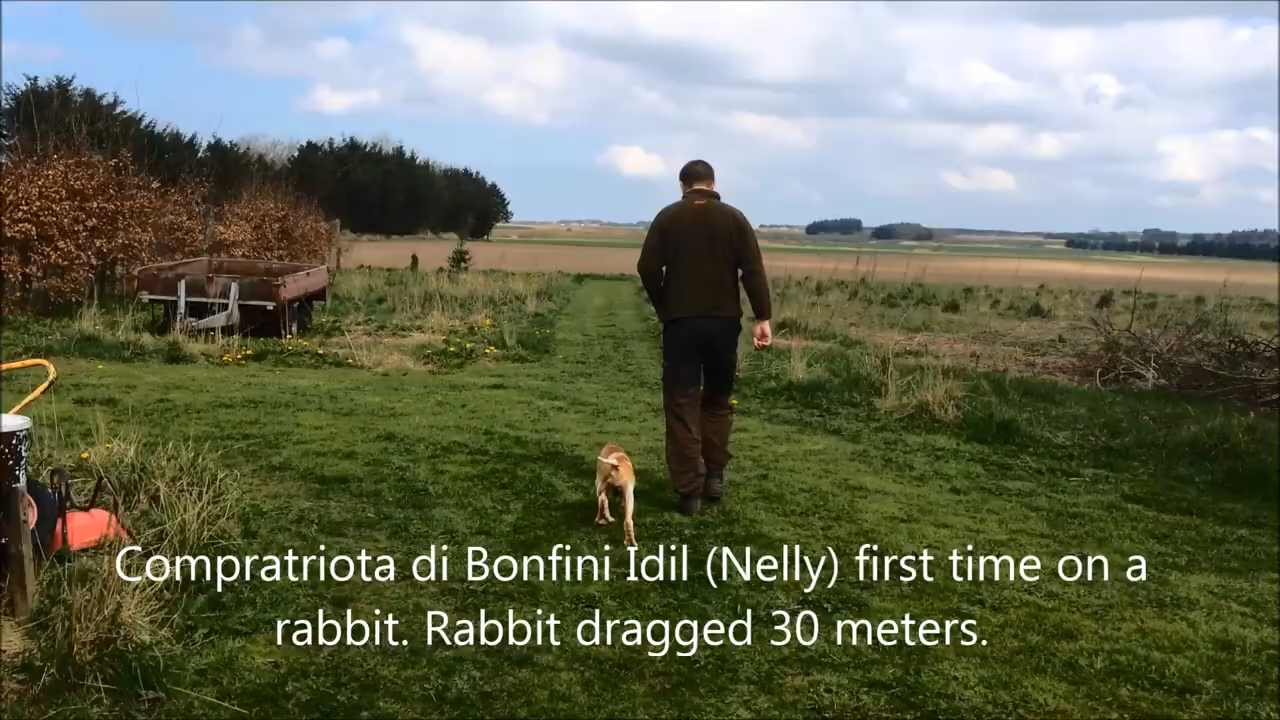 Compratriota di Bonfini Idil (Nelly) first time on a
rabbit. Rabbit dragged 30 meters.